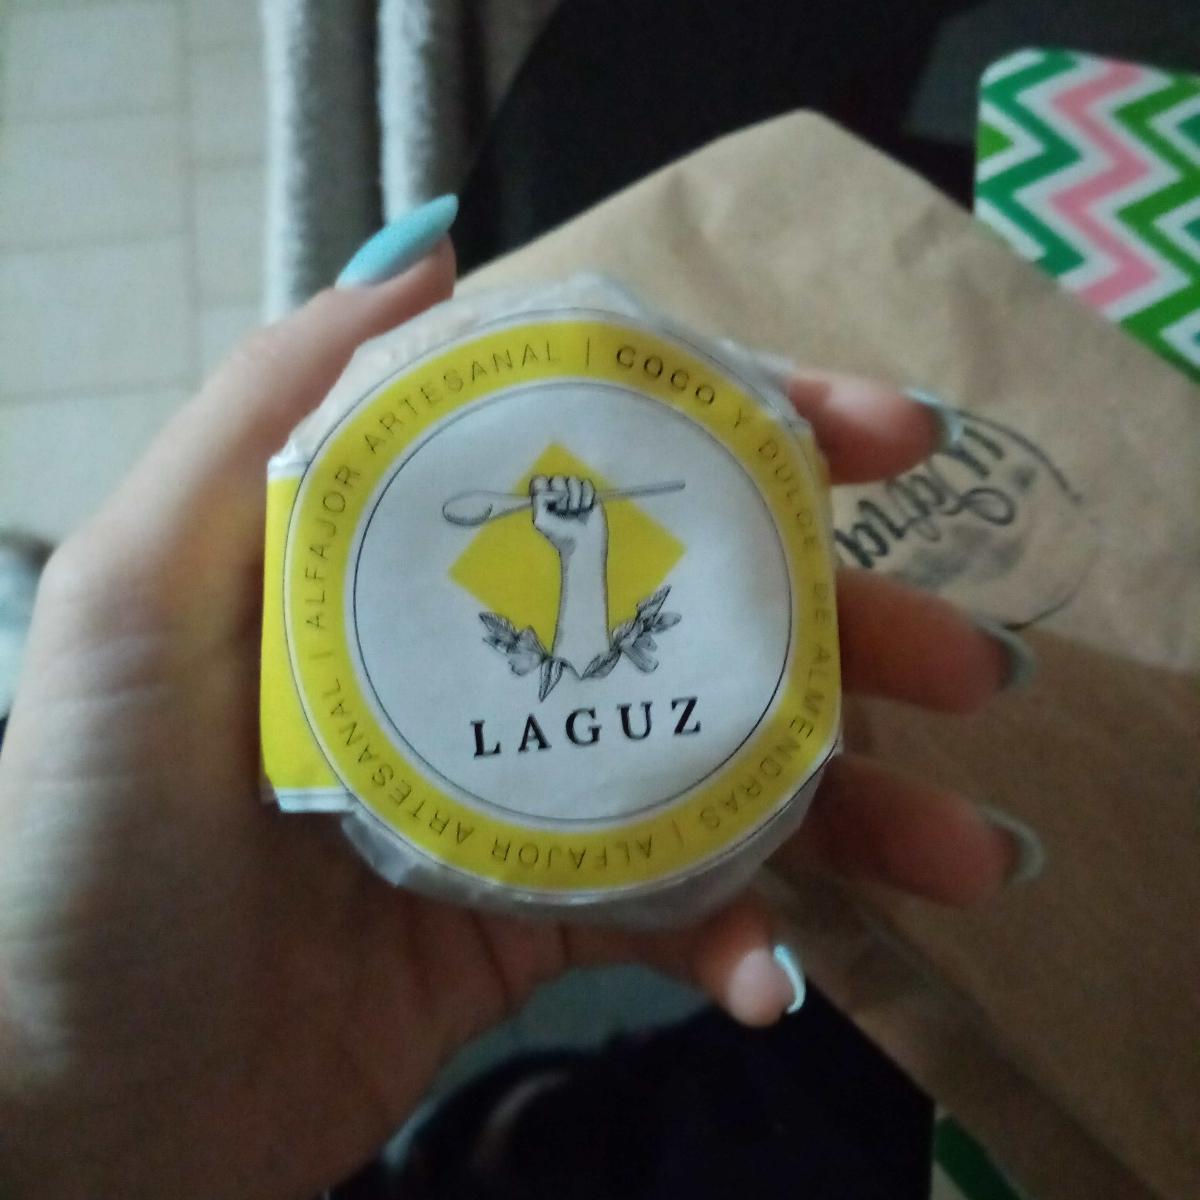 ALFAJOR ARTESANAL | COCO Y DULCE DE ALMENDRAS | ALFAJOR ARTESANAL |
LAGUZ